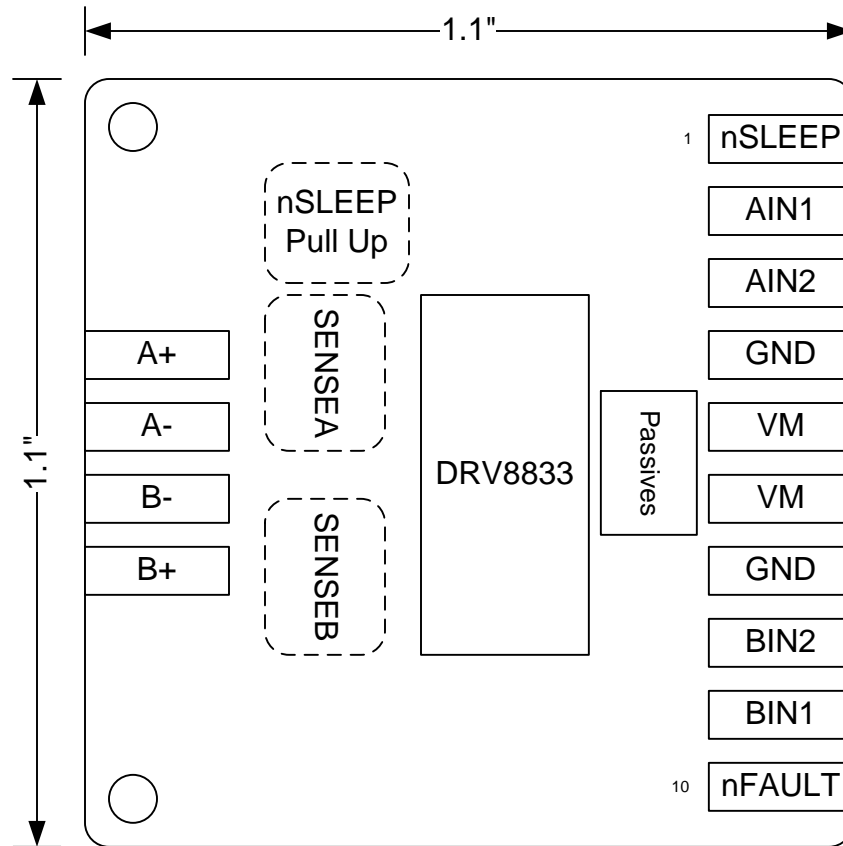 1.1"
1.1"
1
nSLEEP
AIN1
AIN2
GND
VM
VM
GND
BIN2
BIN1
10
nFAULT
nSLEEP
Pull Up
SENSEA
SENSEB
A+
A-
B-
B+
DRV8833
Passives